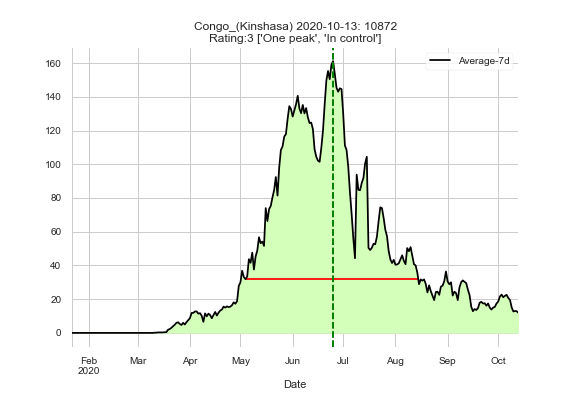 Congo_(Kinshasa) 2020-10-13: 10872
Rating:3 ['One peak', 'In control']
Average-7d
160
140
120
100
80
60
40
20
0
Feb Mar Apr May Jun Jul Aug Sep Oct
2020
Date